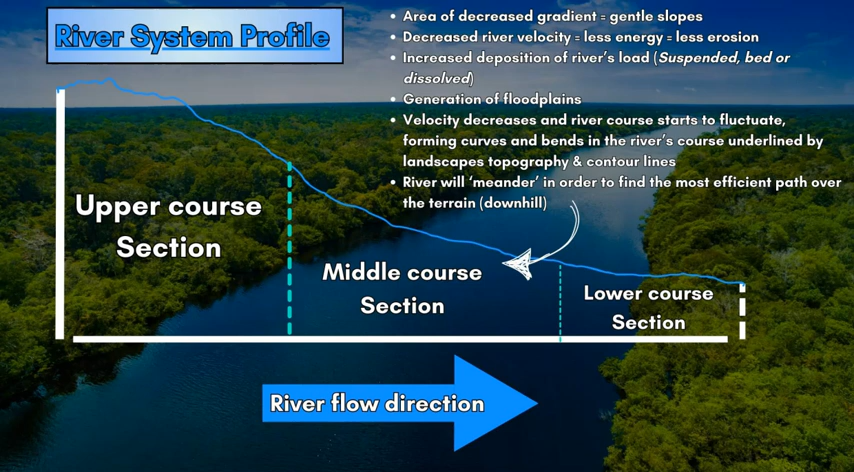 River System Profile
• Area of decreased gradient = gentle slopes
• Decreased river velocity = less energy = less erosion
• Increased deposition of river's load (Suspended, bed or
dissolved)
• Generation of floodplains
• Velocity decreases and river course starts to fluctuate,
forming curves and bends in the river's course underlined by
landscapes topography & contour lines
• River will 'meander' in order to find the most efficient path over
the terrain (downhill)
Upper course
Section
Middle course
Section
Lower course
Section
River flow direction